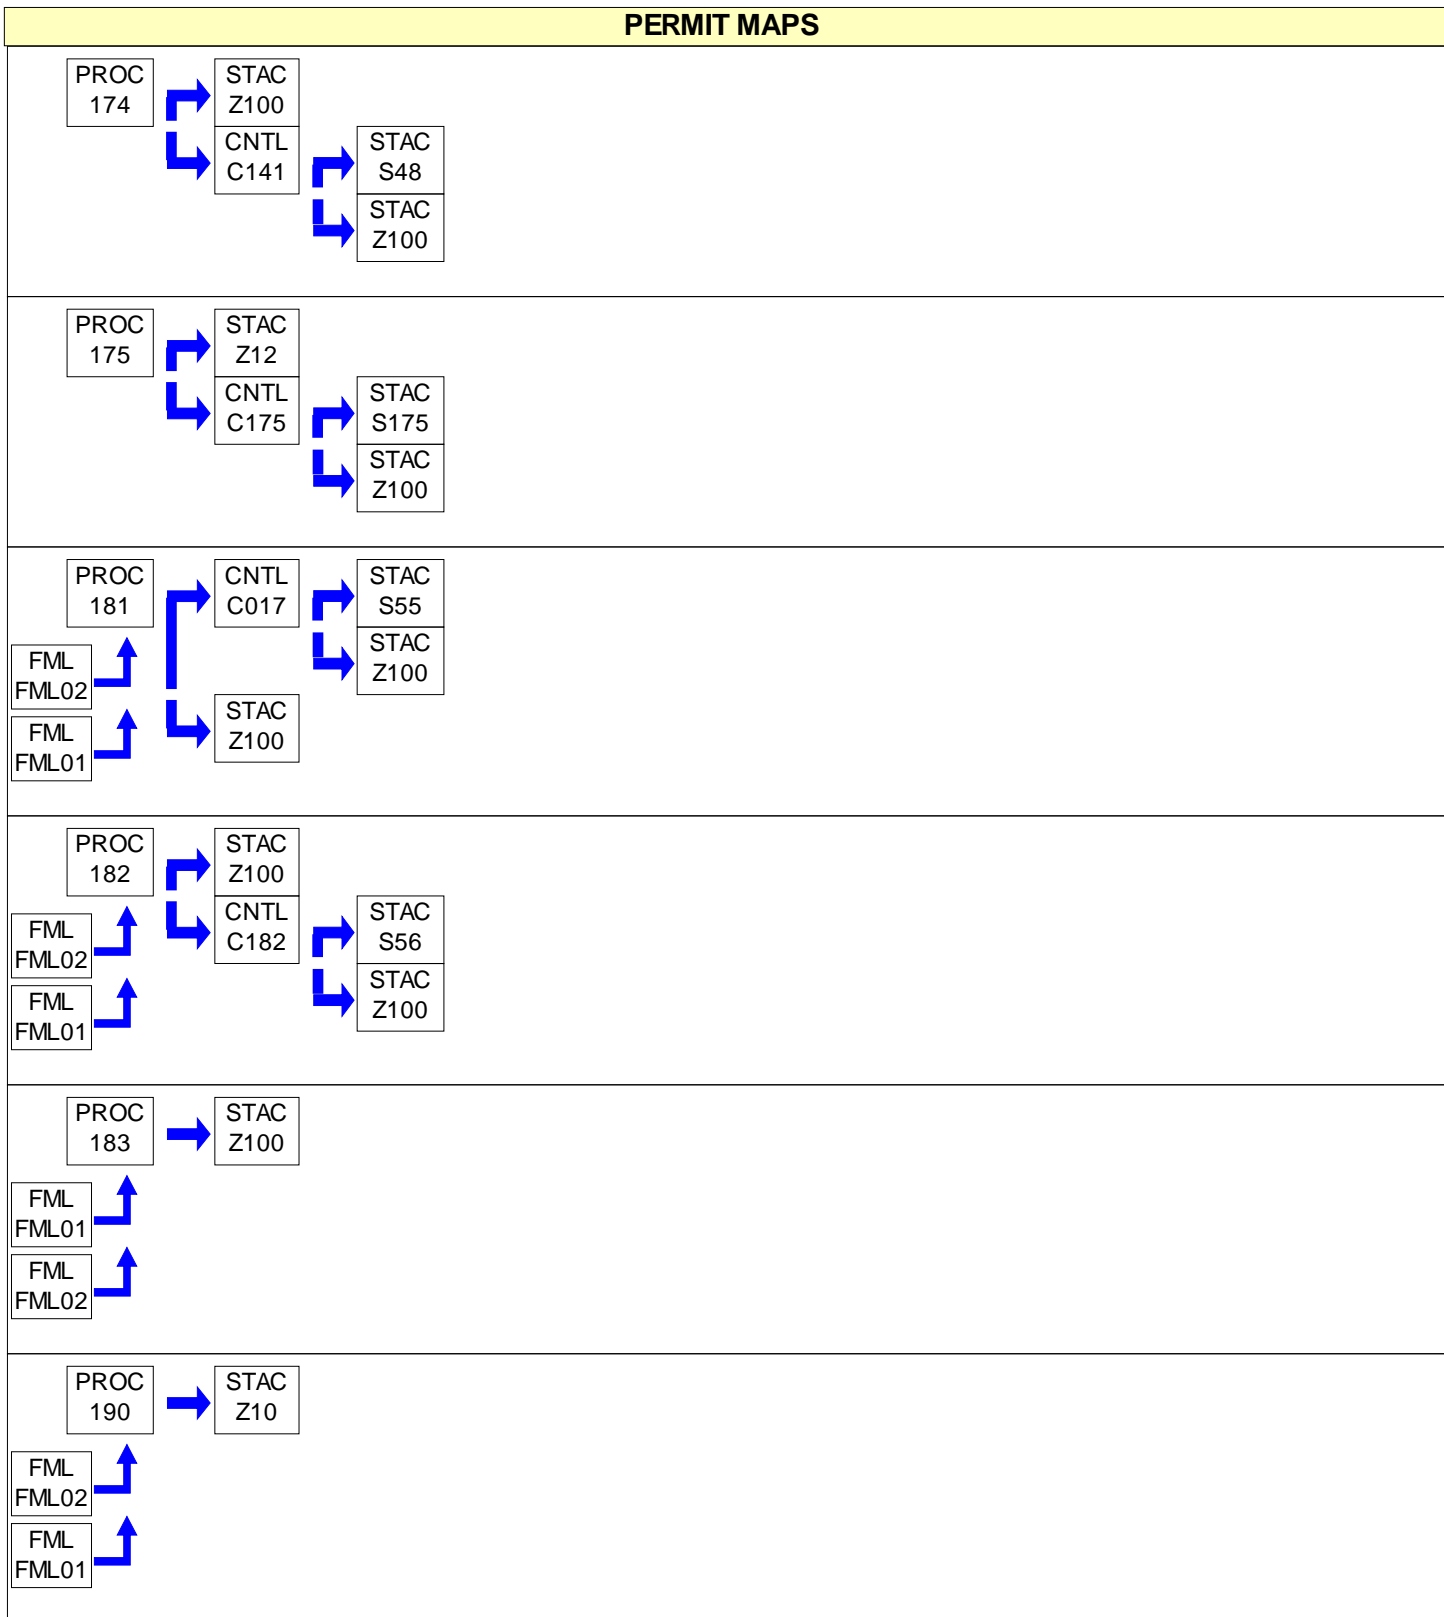 PERMIT MAPS
PROC
174
STAC
Z100
CNTL
C141
STAC
S48
STAC
Z100
PROC
175
STAC
Z12
CNTL
C175
STAC
S175
STAC
Z100
PROC
181
CNTL
C017
STAC
S55
STAC
Z100
FML
FML02
STAC
Z100
FML
FML01
PROC
182
STAC
Z100
CNTL
C182
STAC
S56
STAC
Z100
FML
FML02
FML
FML01
PROC
183
STAC
Z100
FML
FML01
FML
FML02
PROC
190
STAC
Z10
FML
FML02
FML
FML01